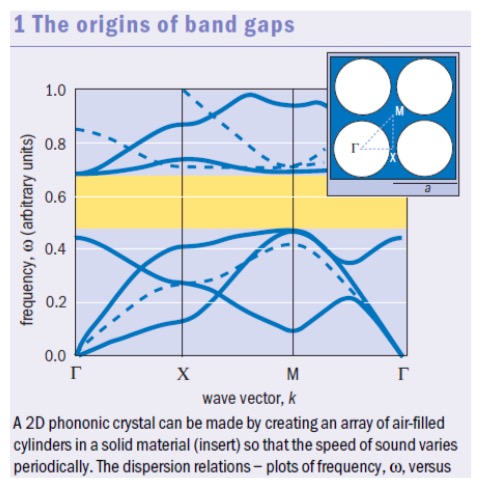 1 The origins of band gaps
1.0
0.8
0.6
0.4
0.2
0.0
frequency, ω (arbitrary units)
M
Γ
X
a
Γ
X
M
Γ
wave vector, k
A 2D phononic crystal can be made by creating an array of air-filled
cylinders in a solid material (insert) so that the speed of sound varies
periodically. The dispersion relations – plots of frequency, ω, versus